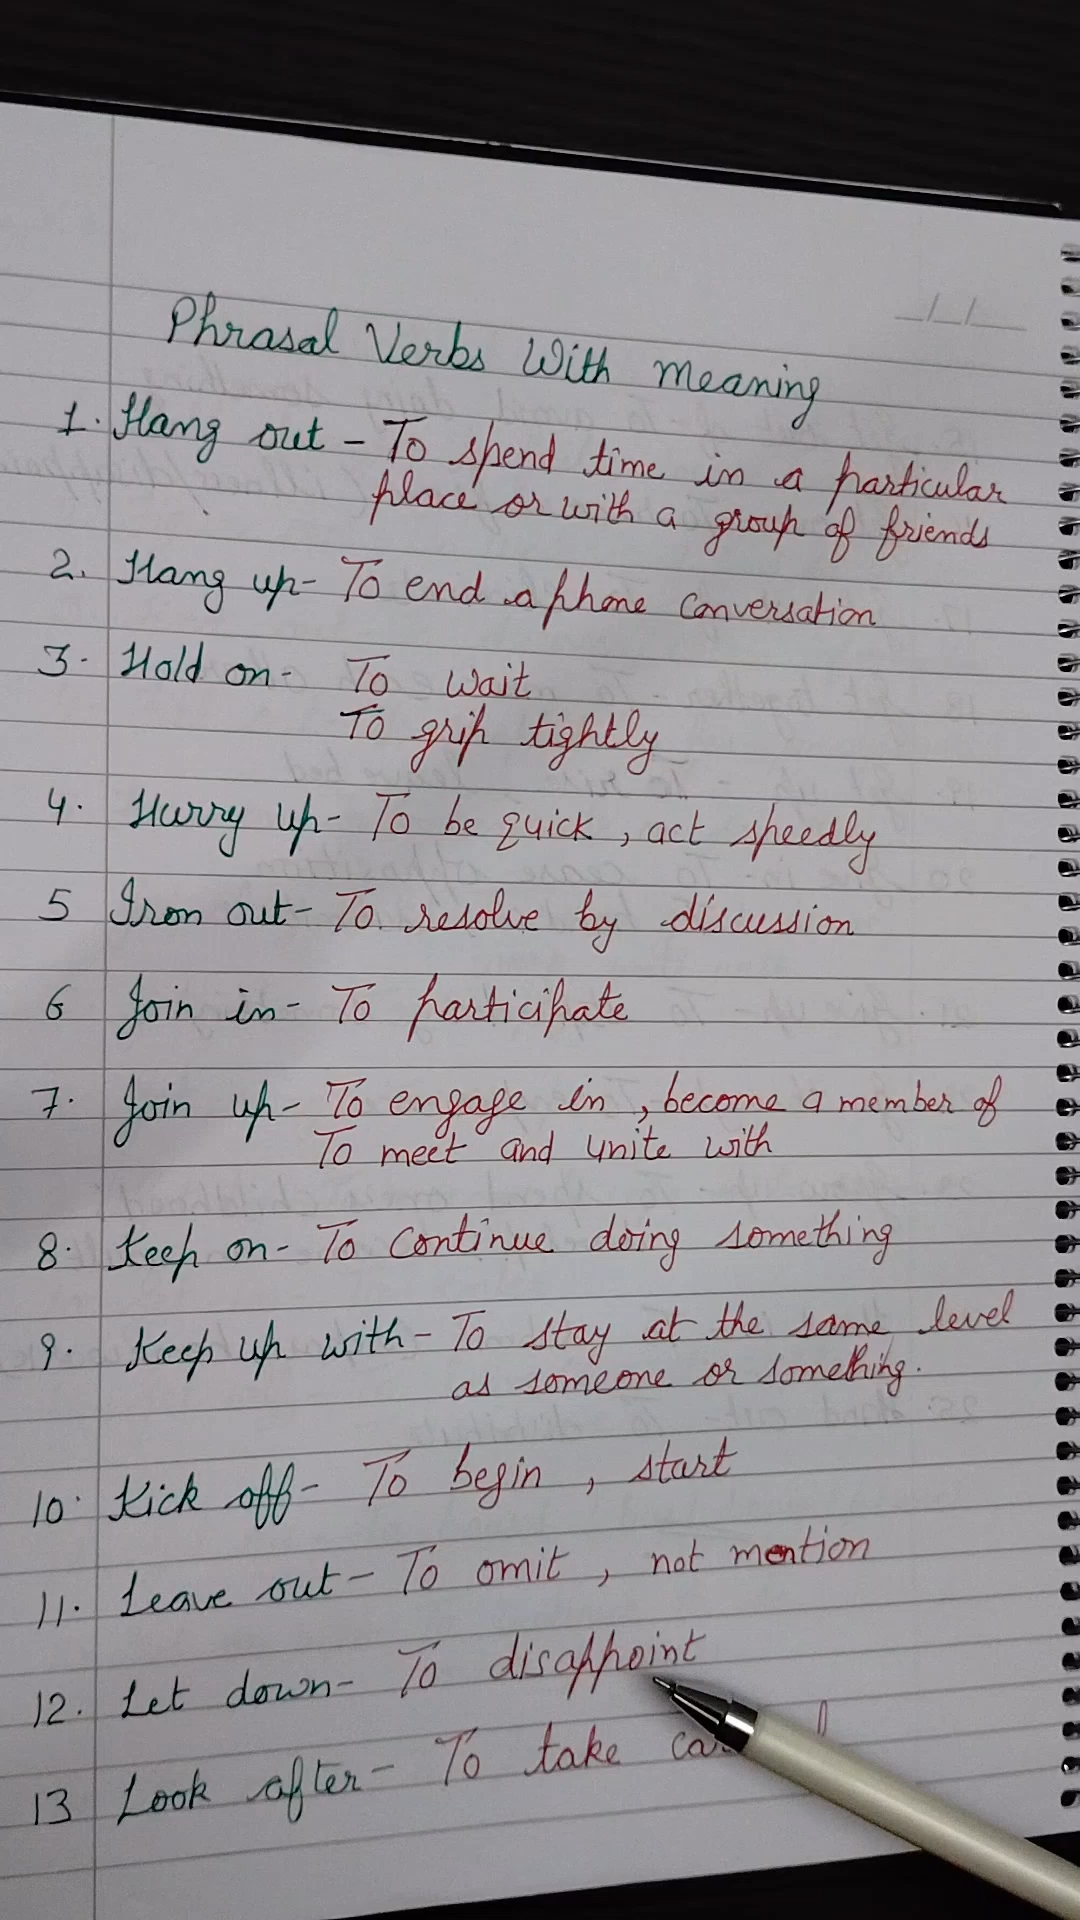 Phrasal Verbs With meaning
1. Hang out - To spend time in a particular
place or with a group of friends
2. Hang up - To end a phone conversation
3. Hold on - To wait
To grip tightly
4. Hurry up - To be quick, act speedly
5 Iron out - To resolve by discussion
6 Join in - To participate
7. Join up - To engage in, become a member of
To meet and unite with
8. Keep on - To continue doing something
9. Keep up with - To stay at the same level
as someone or something.
10. Kick off - To begin, start
11. Leave out - To omit, not mention
12. Let down - To disappoint
13 Look after - To take